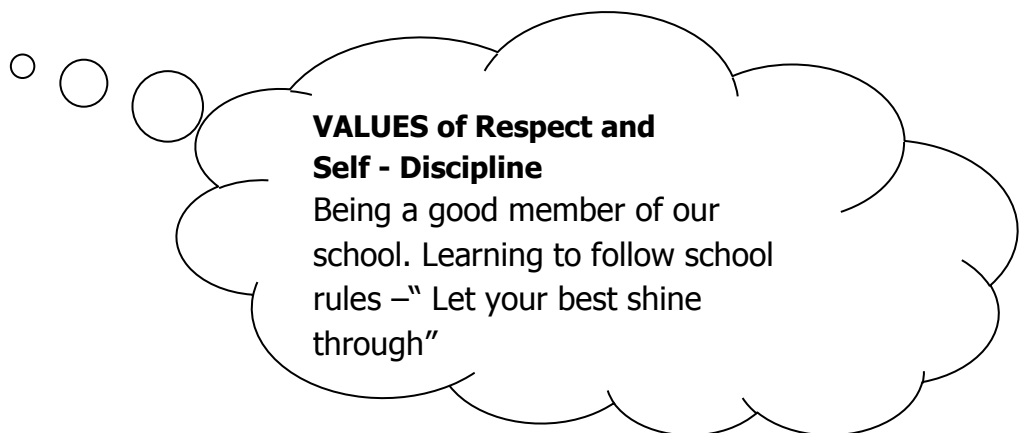 VALUES of Respect and
Self - Discipline
Being a good member of our
school. Learning to follow school
rules –“ Let your best shine
through”